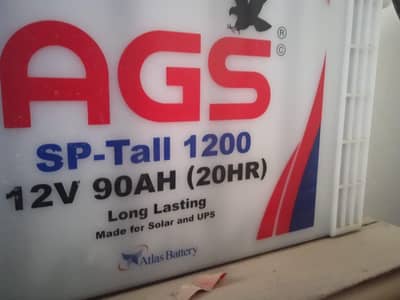 AGS ®
©
SP-Tall 1200
12V 90AH (20HR)
Long Lasting
Made for Solar and UPS
Atlas Battery